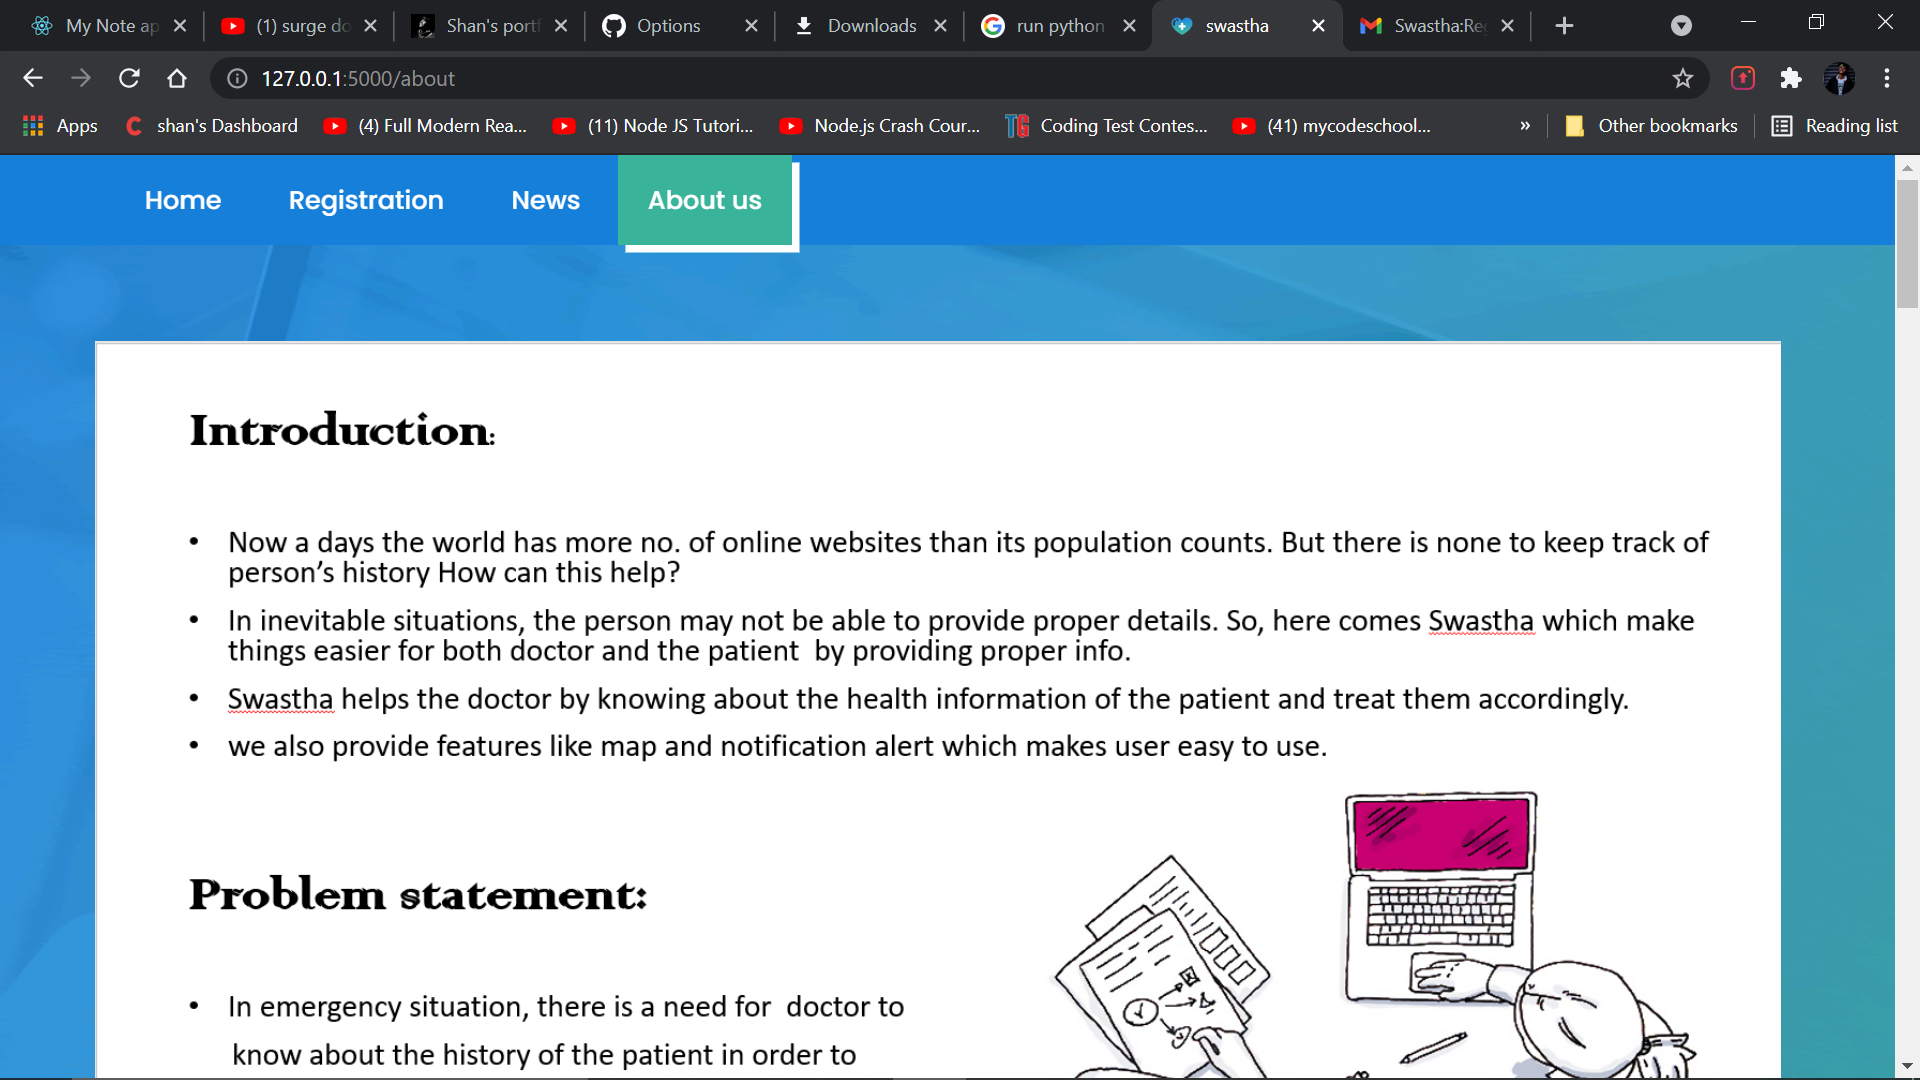 My Note ap
(1) surge do
Shan's port
Options
Downloads
run python
swastha
Swastha:Reg
127.0.0.1:5000/about
Apps
shan's Dashboard
(4) Full Modern Rea...
(11) Node JS Tutori...
Node.js Crash Cour...
TG Coding Test Contes...
(41) mycodeschool...
»
Other bookmarks
Reading list
Home
Registration
News
About us
Introduction:
• Now a days the world has more no. of online websites than its population counts. But there is none to keep track of
person’s history How can this help?
• In inevitable situations, the person may not be able to provide proper details. So, here comes Swastha which make
things easier for both doctor and the patient  by providing proper info.
• Swastha helps the doctor by knowing about the health information of the patient and treat them accordingly.
• we also provide features like map and notification alert which makes user easy to use.
Problem statement:
• In emergency situation, there is a need for  doctor to
know about the history of the patient in order to